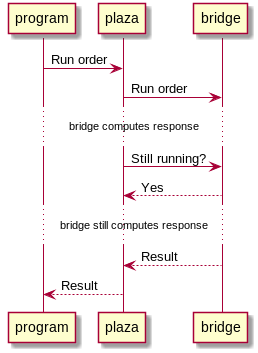 program plaza bridge
Run order
Run order
bridge computes response
Still running?
Yes
bridge still computes response
Result
Result
program plaza bridge